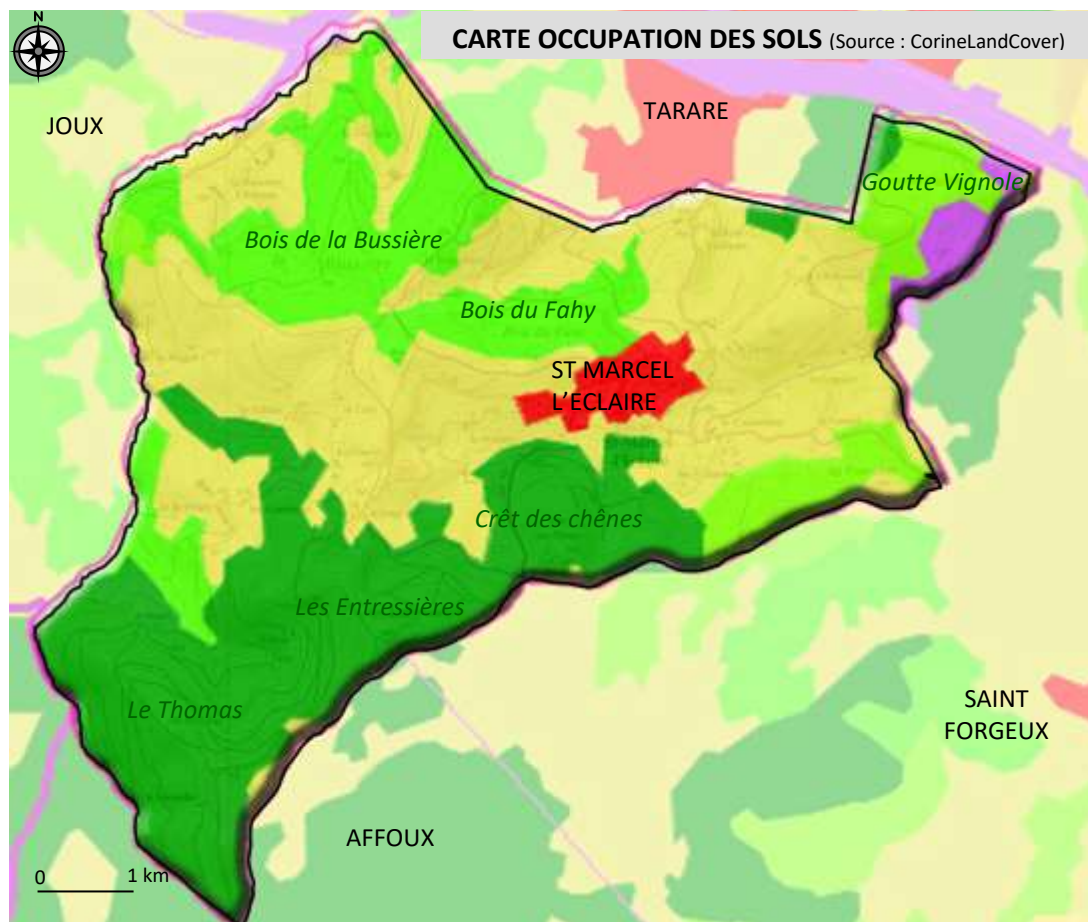 N
CARTE OCCUPATION DES SOLS (Source : CorineLandCover)
JOUX
TARARE
Goutte Vignole
Bois de la Bussière
Bois du Fahy
ST MARCEL
L'ECLAIRE
Crêt des chênes
Les Entressières
Le Thomas
SAINT
FORGEUX
AFFOUX
0 1 km